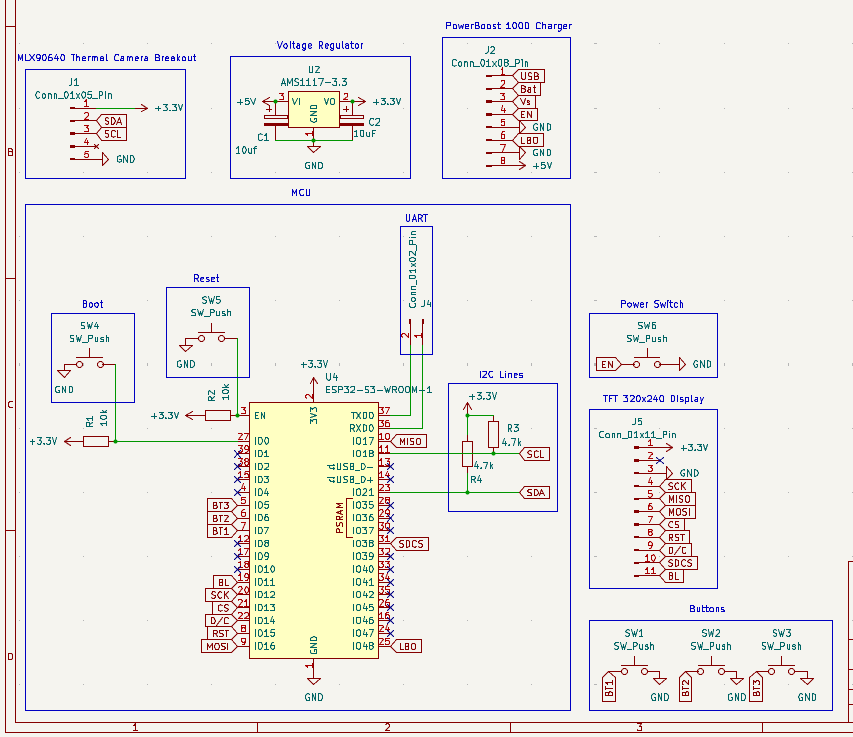 MLX90640 Thermal Camera Breakout
J1
Conn_01x05_Pin
1
+3.3V
2
SDA
3
SCL
4
5
GND
Voltage Regulator
U2
AMS1117-3.3
+5V
3
VI
VO
2
+3.3V
GND
1
C1
10uf
C2
10uF
GND
PowerBoost 1000 Charger
J2
Conn_01x08_Pin
1
USB
2
Bat
3
Vs
4
EN
5
GND
6
LBO
7
GND
8
+5V
MCU
UART
Conn_01x02_Pin
J4
2
1
Boot
SW4
SW_Push
GND
Reset
SW5
SW_Push
GND
R1
10k
+3.3V
R2
10k
+3.3V
+3.3V
U4
ESP32-S3-WROOM-1
2
3V3
3
EN
27
IO0
39
IO1
38
IO2
15
IO3
4
IO4
BT3
5
IO5
BT2
6
IO6
BT1
7
IO7
12
IO8
17
IO9
18
IO10
BL
19
IO11
SCK
20
IO12
CS
21
IO13
D/C
22
IO14
RST
8
IO15
MOSI
9
IO16
TXD0
37
RXD0
36
IO17
10
MISO
IO18
11
USB_D-
13
USB_D+
14
IO21
23
PSRAM
IO35
28
IO36
29
IO37
30
IO38
31
SDCS
IO39
32
IO40
33
IO41
34
IO42
35
IO45
26
IO46
16
IO47
24
IO48
25
LBO
GND
1
GND
I2C Lines
+3.3V
R3
4.7k
4.7k
R4
SCL
SDA
Power Switch
SW6
SW_Push
EN
GND
TFT 320x240 Display
J5
Conn_01x11_Pin
1
+3.3V
2
3
GND
4
SCK
5
MISO
6
MOSI
7
CS
8
RST
9
D/C
10
SDCS
11
BL
Buttons
SW1
SW_Push
BT1
GND
SW2
SW_Push
BT2
GND
SW3
SW_Push
BT3
GND
B
C
D
1
2
3